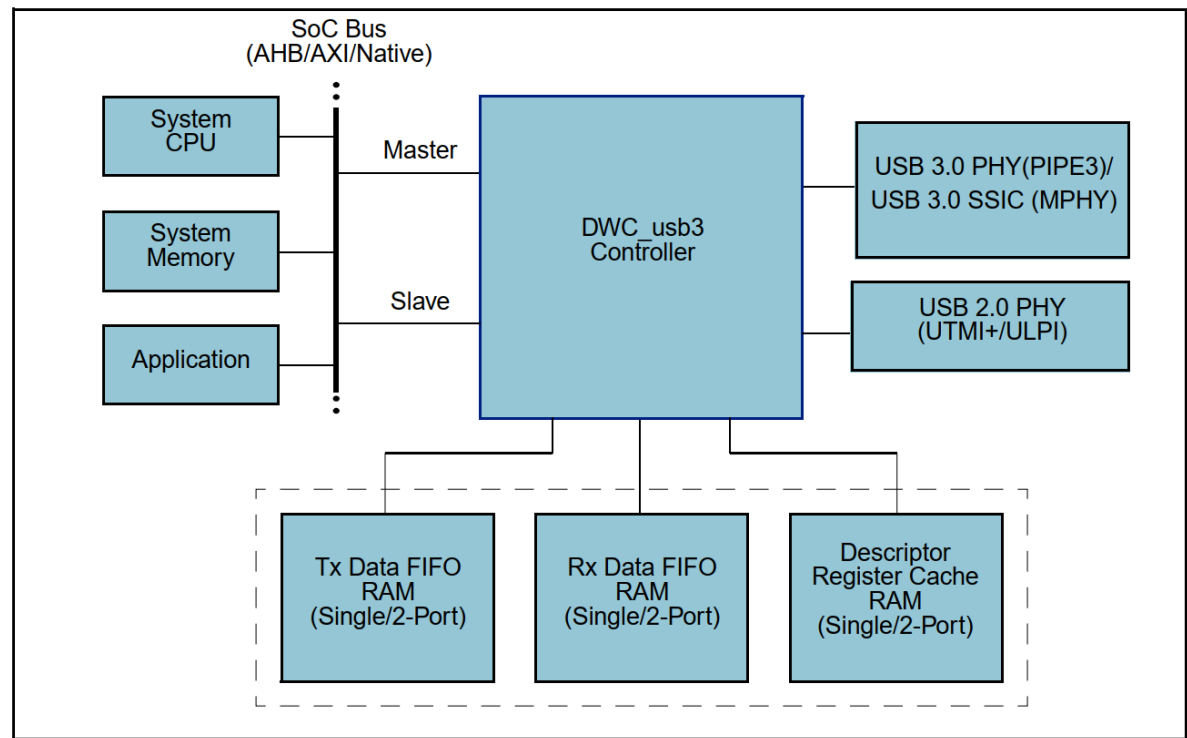 SoC Bus
(AHB/AXI/Native)
System
CPU
System
Memory
Application
Master
Slave
DWC_usb3
Controller
USB 3.0 PHY(PIPE3)/
USB 3.0 SSIC (MPHY)
USB 2.0 PHY
(UTMI+/ULPI)
Tx Data FIFO
RAM
(Single/2-Port)
Rx Data FIFO
RAM
(Single/2-Port)
Descriptor
Register Cache
RAM
(Single/2-Port)